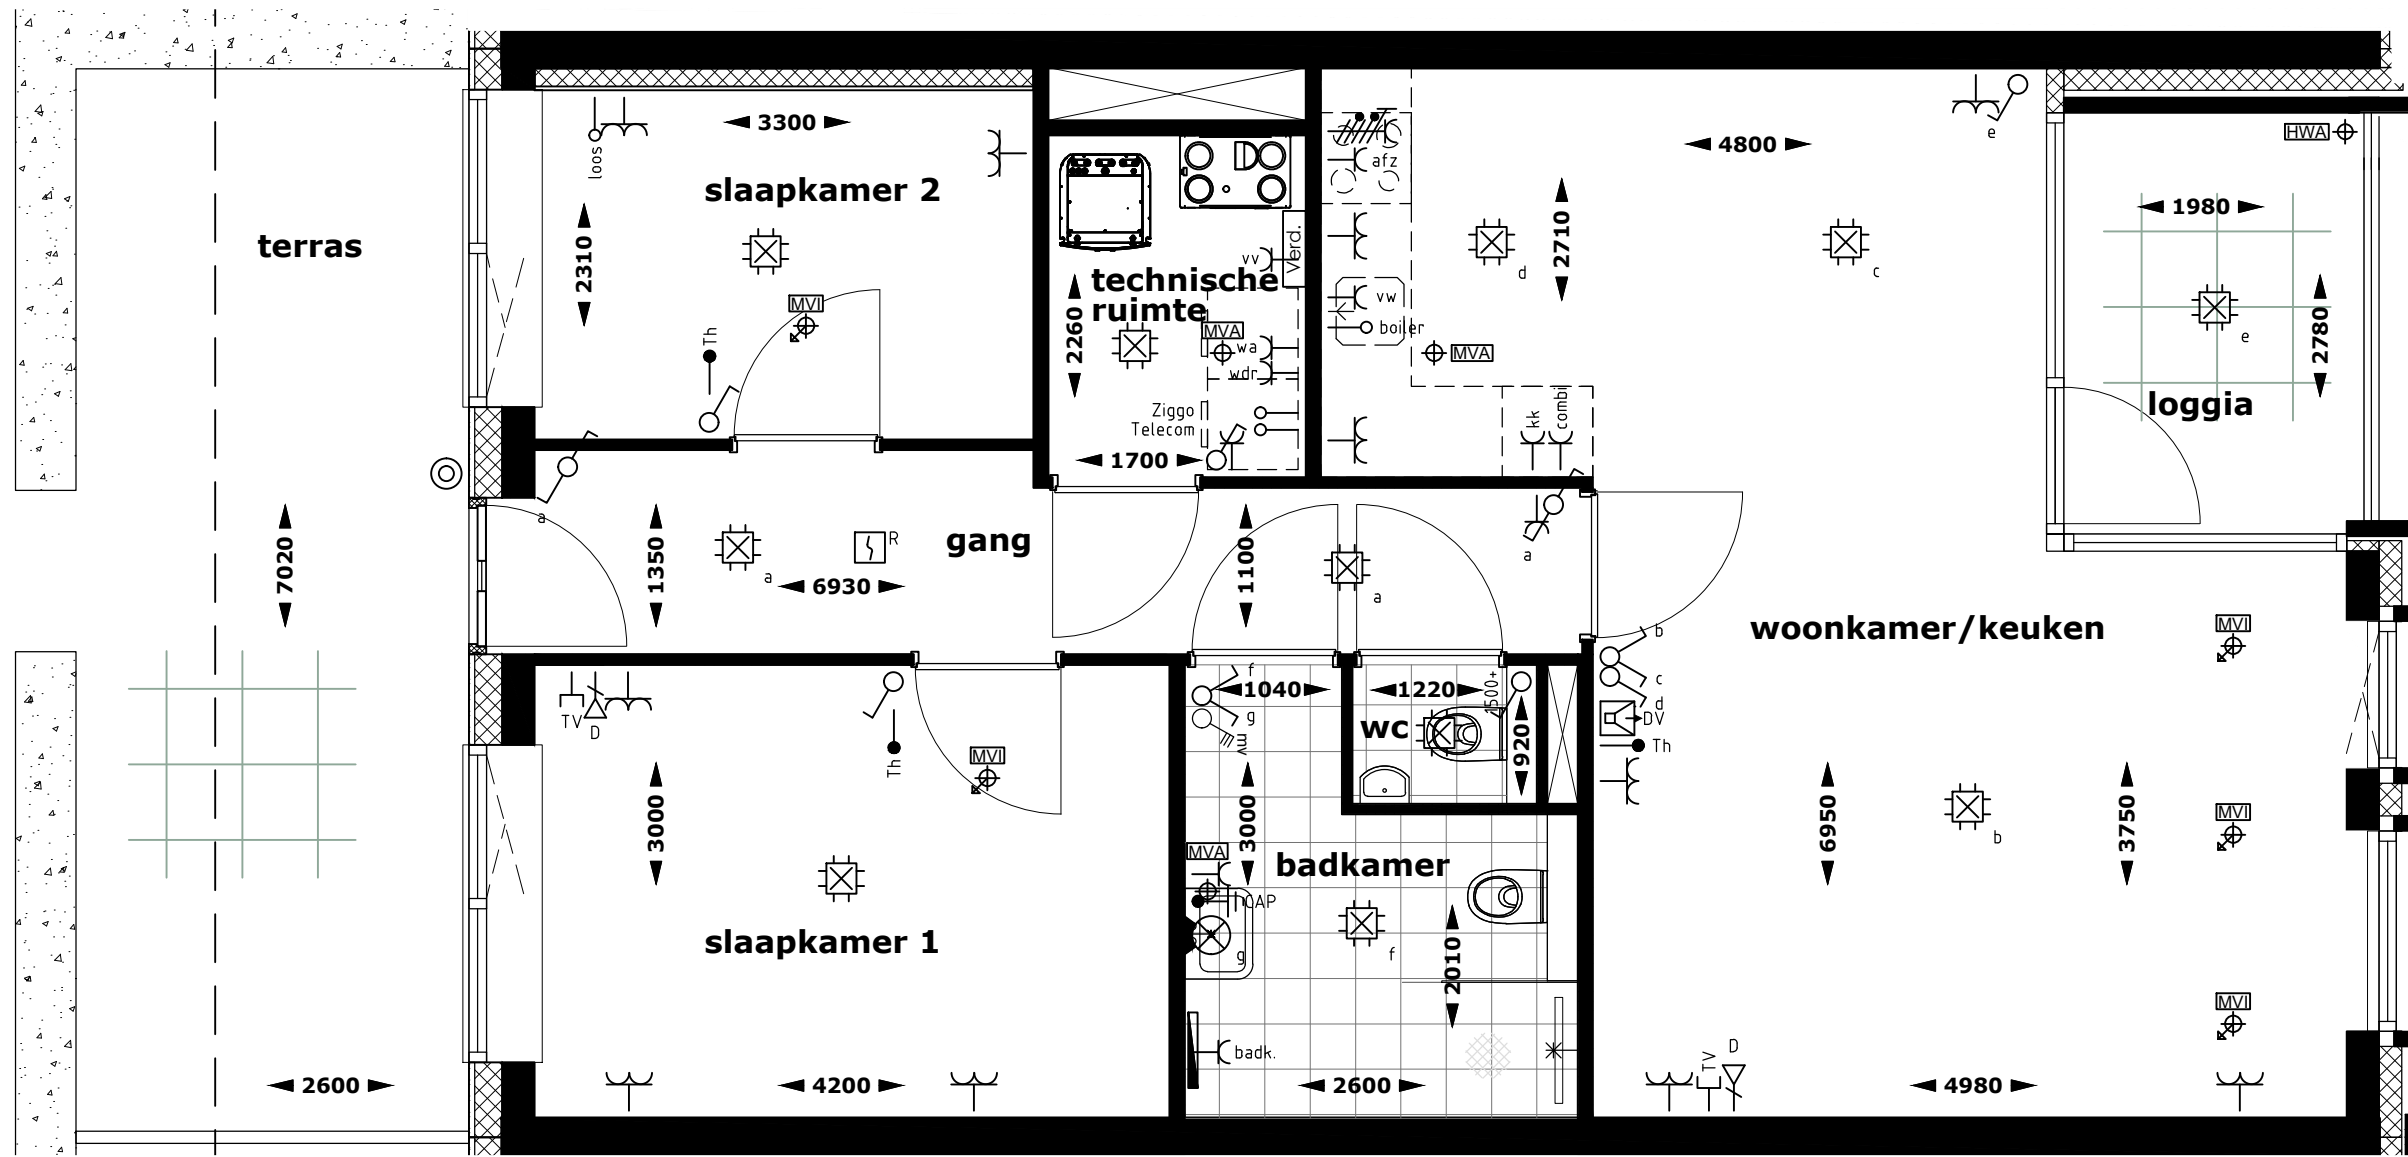 terras
7020
2600
loos
3300
slaapkamer 2
2310
MVI
Th
technische
ruimte
Verd.
vv
2260
MVA
wa
wdr
Ziggo
Telecom
1700
afz
vw
boiler
MVA
kk
combi
d
2710
4800
c
e
HWA
1980
e
2780
loggia
a
1350
a
R
6930
gang
1100
a
a
woonkamer/keuken
b
c
d
DV
Th
MVI
MVI
MVI
6950
3750
b
TV
D
4980
TV
D
Th
MVI
3000
slaapkamer 1
4200
f
g
mv
1040
1220
1500+
wc
920
3000
MVA
badkamer
CAP
g
f
2010
badk.
2600